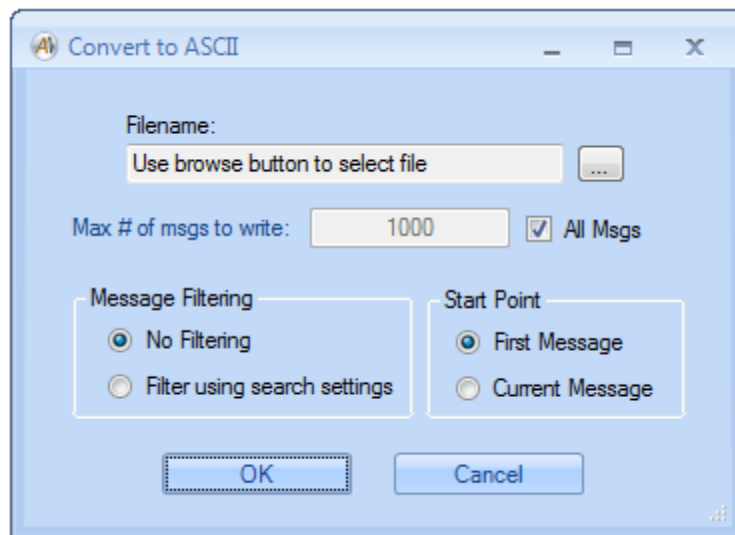 Convert to ASCII
Filename:
Use browse button to select file
...
Max # of msgs to write:
1000
All Msgs
Message Filtering
No Filtering
Filter using search settings
Start Point
First Message
Current Message
OK
Cancel